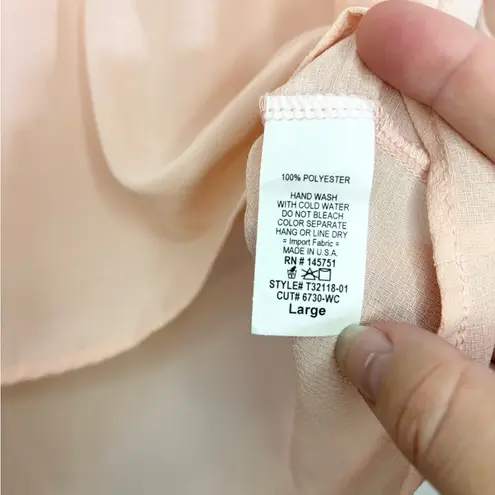 100% POLYESTER
HAND WASH
WITH COLD WATER
DO NOT BLEACH
COLOR SEPARATE
HANG OR LINE DRY
= Import Fabric =
MADE IN U.S.A.
RN # 145751
STYLE# T32118-01
CUT# 6730-WC
Large